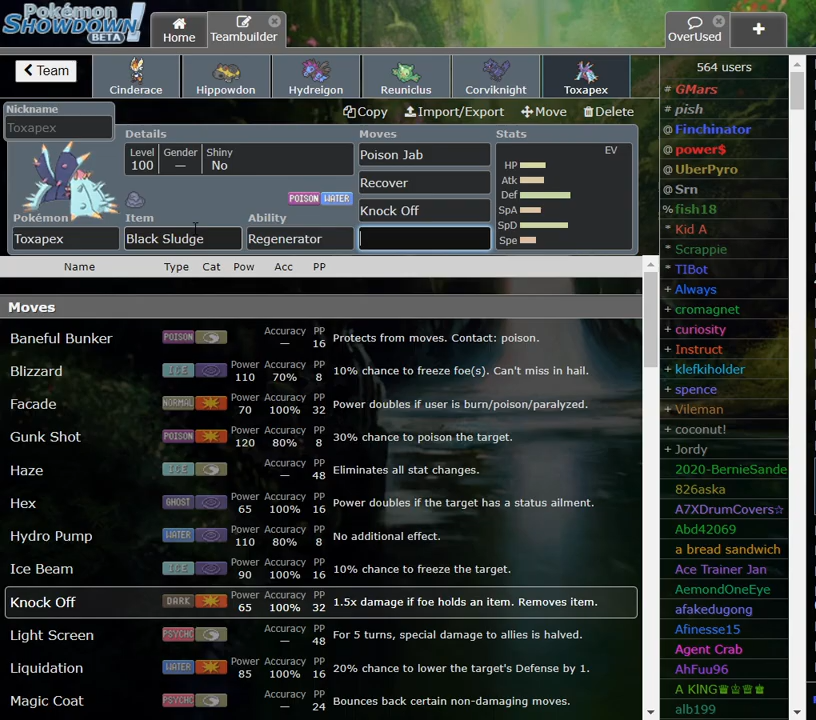 Pokémon
SHOWDOWN!
BETA
Home
Teambuilder
OverUsed
+
Team
Cinderace
Hippowdon
Hydreigon
Reuniclus
Corviknight
Toxapex
Copy
Import/Export
Move
Delete
Nickname
Toxapex
Details
Level Gender Shiny
100 — No
POISON WATER
Pokémon
Toxapex
Item
Black Sludge
Ability
Regenerator
Moves
Poison Jab
Recover
Knock Off
Stats
EV
HP
Atk
Def
SpA
SpD
Spe
Name Type Cat Pow Acc PP
Moves
Baneful Bunker POISON Accuracy — PP 16 Protects from moves. Contact: poison.
Blizzard ICE Power 110 Accuracy 70% PP 8 10% chance to freeze foe(s). Can't miss in hail.
Facade NORMAL Power 70 Accuracy 100% PP 32 Power doubles if user is burn/poison/paralyzed.
Gunk Shot POISON Power 120 Accuracy 80% PP 8 30% chance to poison the target.
Haze ICE Accuracy — PP 48 Eliminates all stat changes.
Hex GHOST Power 65 Accuracy 100% PP 16 Power doubles if the target has a status ailment.
Hydro Pump WATER Power 110 Accuracy 80% PP 8 No additional effect.
Ice Beam ICE Power 90 Accuracy 100% PP 16 10% chance to freeze the target.
Knock Off DARK Power 65 Accuracy 100% PP 32 1.5x damage if foe holds an item. Removes item.
Light Screen PSYCHC Accuracy — PP 48 For 5 turns, special damage to allies is halved.
Liquidation WATER Power 85 Accuracy 100% PP 16 20% chance to lower the target's Defense by 1.
Magic Coat PSYCHC Accuracy — PP 24 Bounces back certain non-damaging moves.
564 users
# GMars
# pish
@ Finchinator
@ power$
@ UberPyro
@ Srn
% fish18
* Kid A
* Scrappie
* TIBot
+ Always
+ cromagnet
+ curiosity
+ Instruct
+ klefkiholder
+ spence
+ Vileman
+ coconut!
+ Jordy
2020-BernieSande
826aska
A7XDrumCovers☆
Abd42069
a bread sandwich
Ace Trainer Jan
AemondOneEye
afakedugong
Afinesse15
Agent Crab
AhFuu96
A KING♛♔♕♛♚
alb199